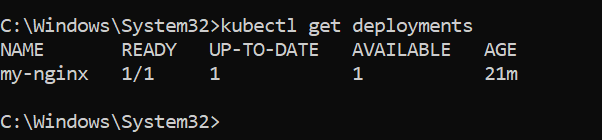 C:\Windows\System32>kubectl get deployments
NAME       READY   UP-TO-DATE   AVAILABLE   AGE
my-nginx   1/1     1            1           21m
C:\Windows\System32>